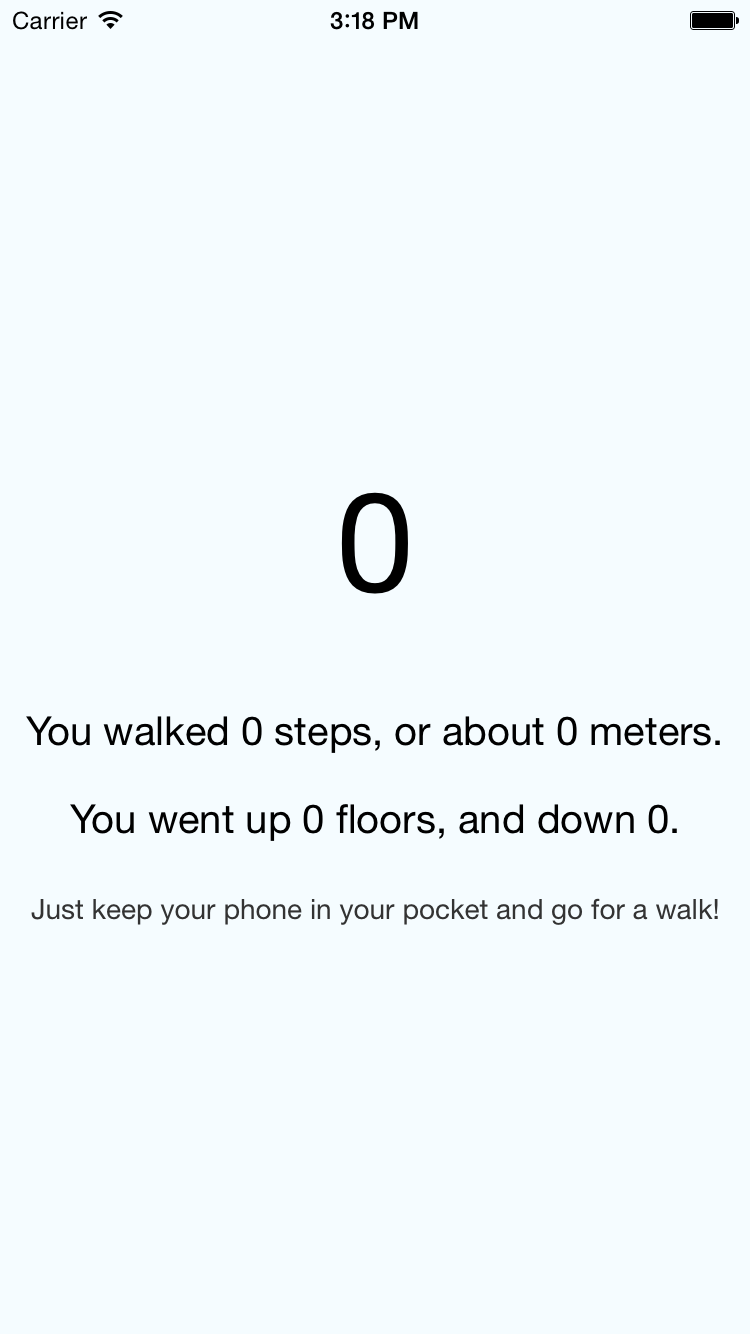 Carrier 3:18 PM
0
You walked 0 steps, or about 0 meters.
You went up 0 floors, and down 0.
Just keep your phone in your pocket and go for a walk!